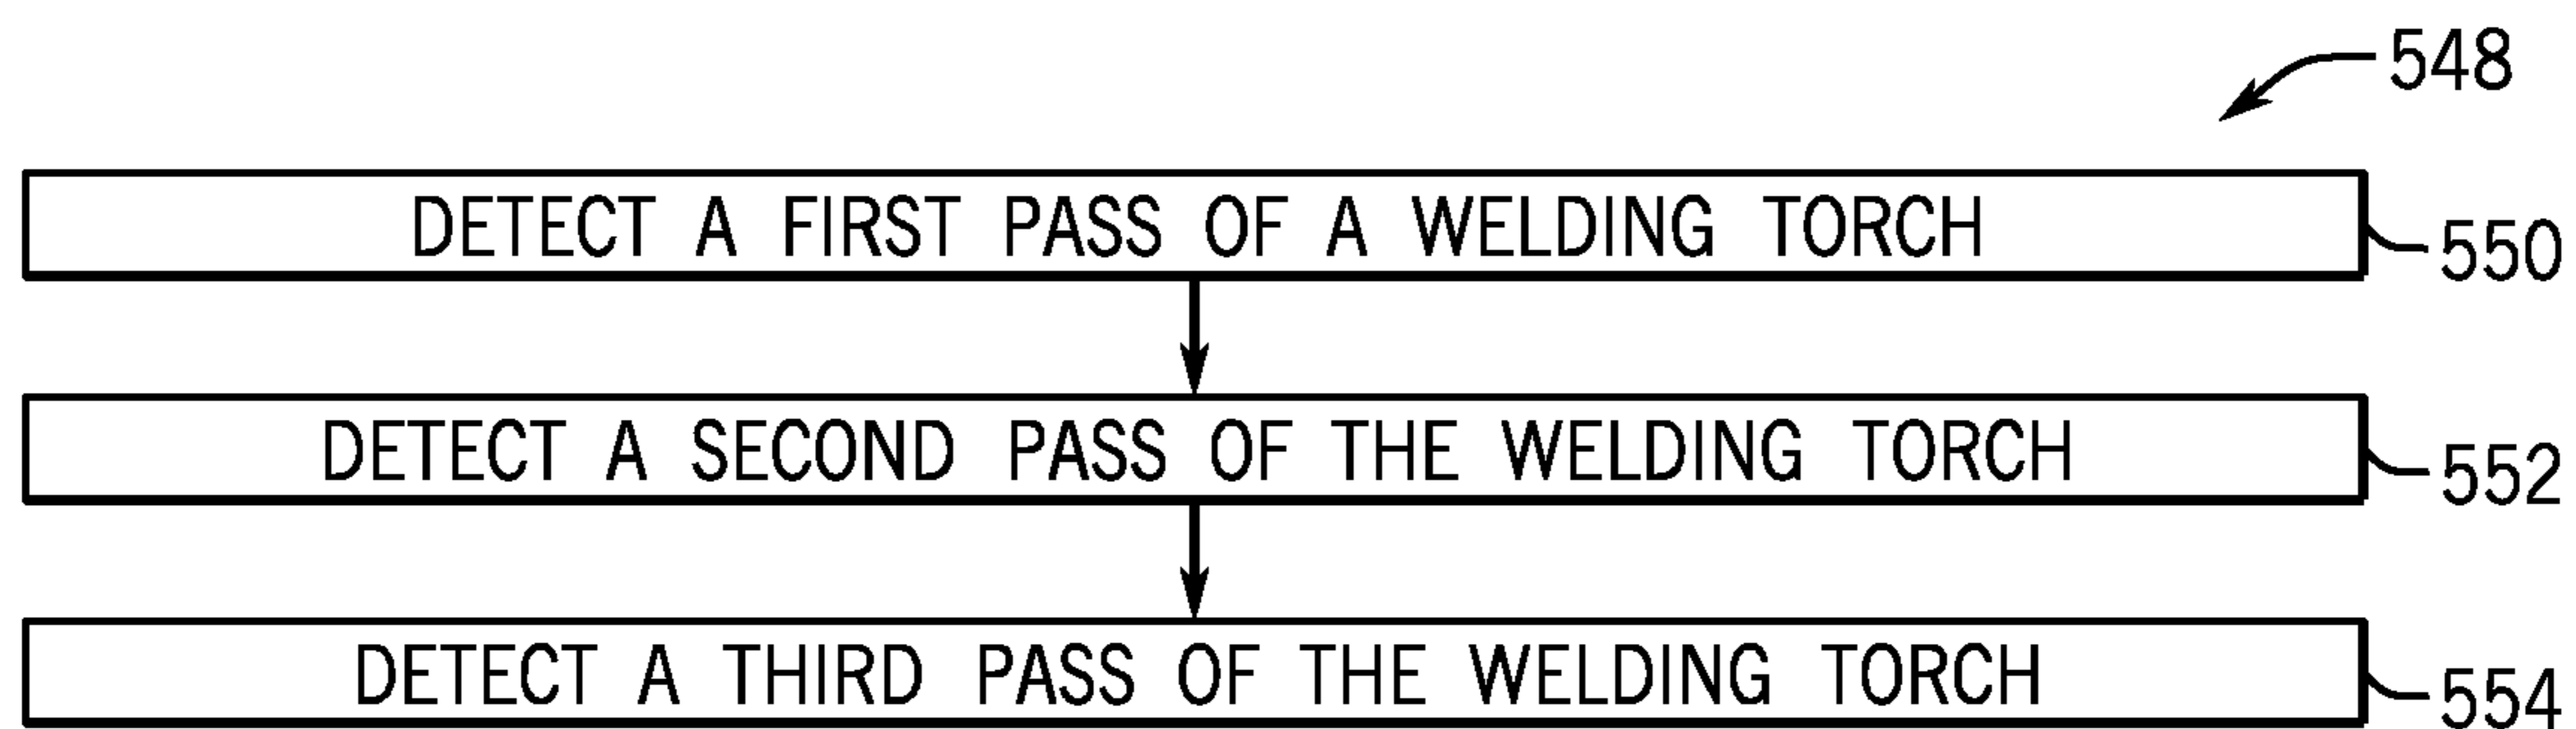 548
DETECT A FIRST PASS OF A WELDING TORCH
550
DETECT A SECOND PASS OF THE WELDING TORCH
552
DETECT A THIRD PASS OF THE WELDING TORCH
554